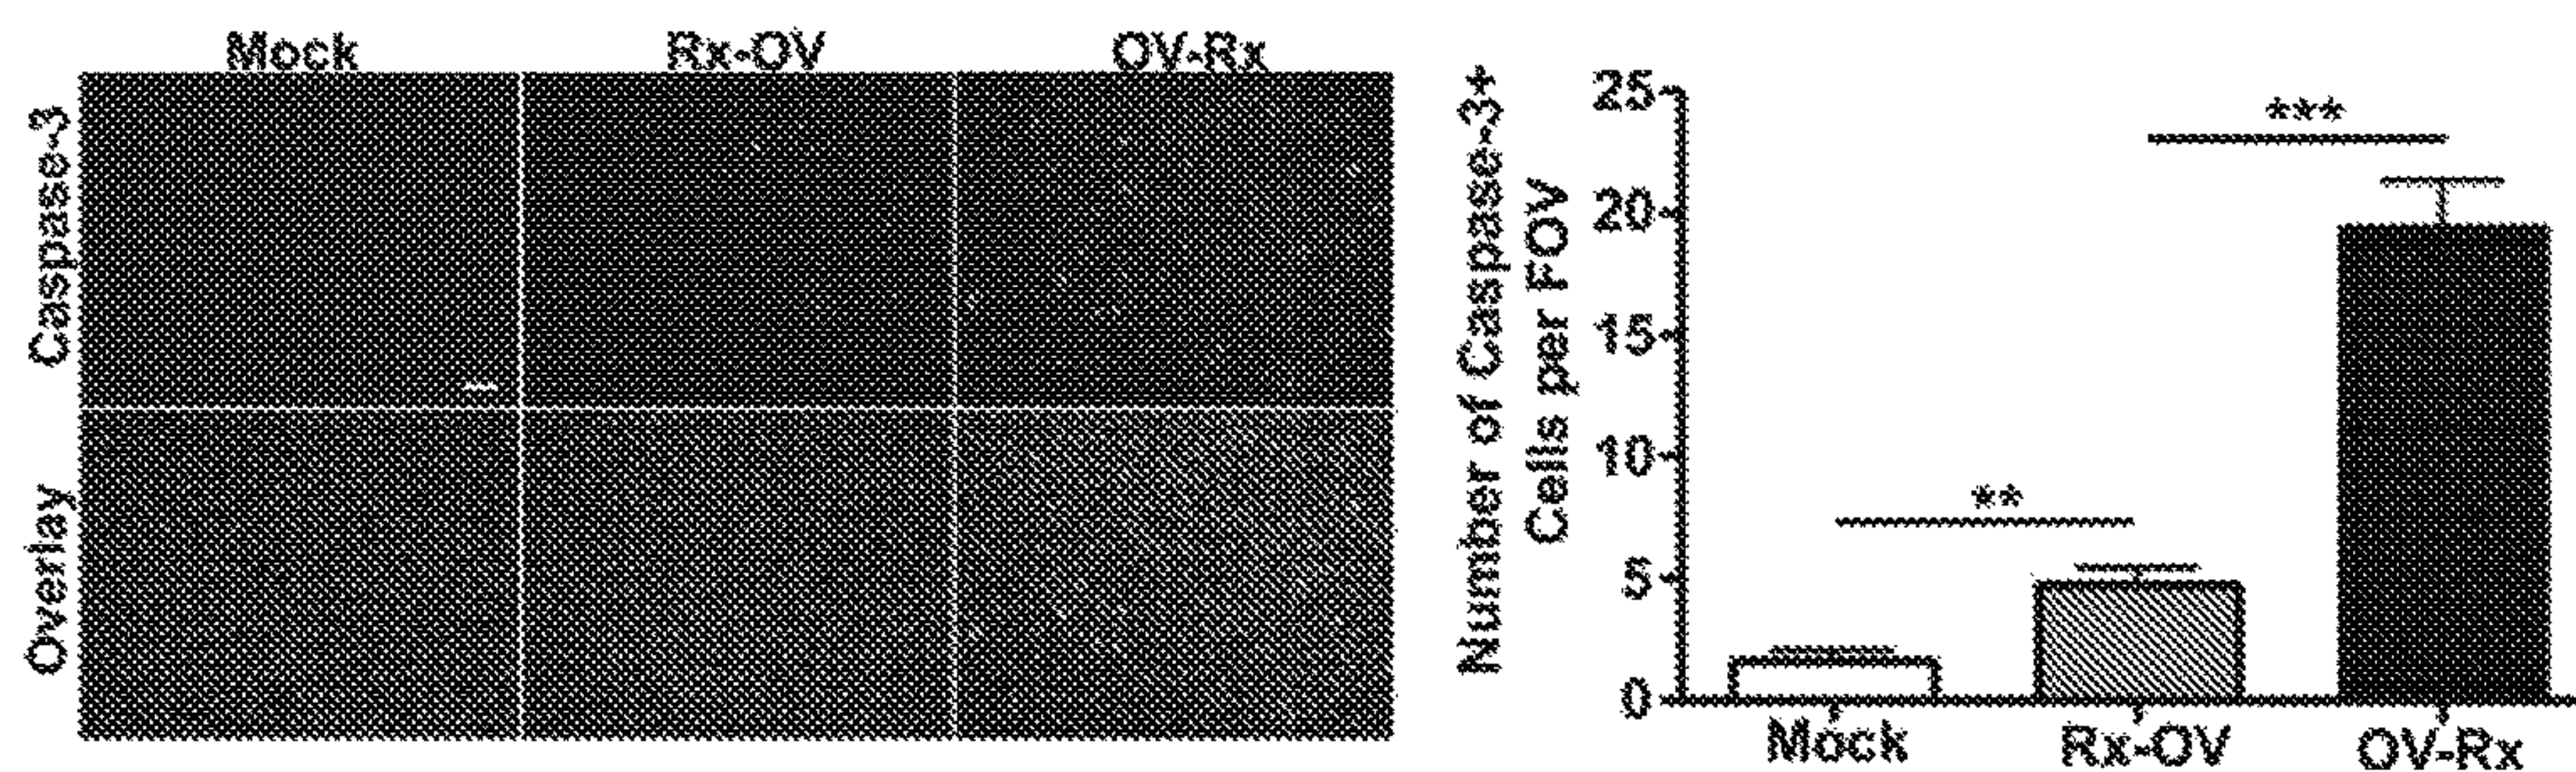 Mock Rx-OV OV-Rx
Caspase-3
Overlay
Number of Caspase-3+
Cells per FOV
25
20
15
10
5
0
***
**
Mock Rx-OV OV-Rx